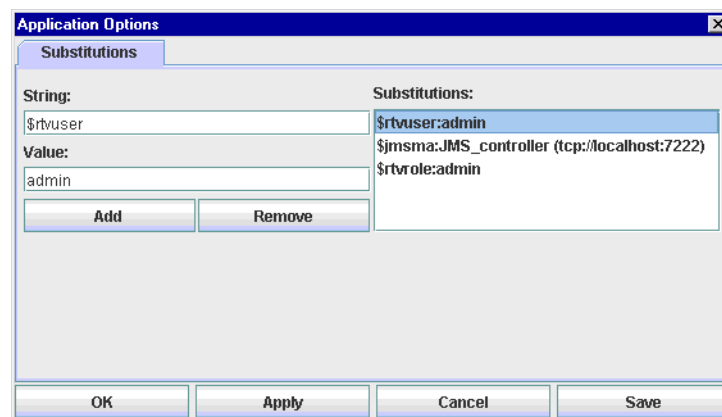 Application Options
Substitutions
String:
$rtvuser
Value:
admin
Add Remove
Substitutions:
$rtvuser:admin
$jmsma:JMS_controller (tcp://localhost:7222)
$rtvrole:admin
OK Apply Cancel Save